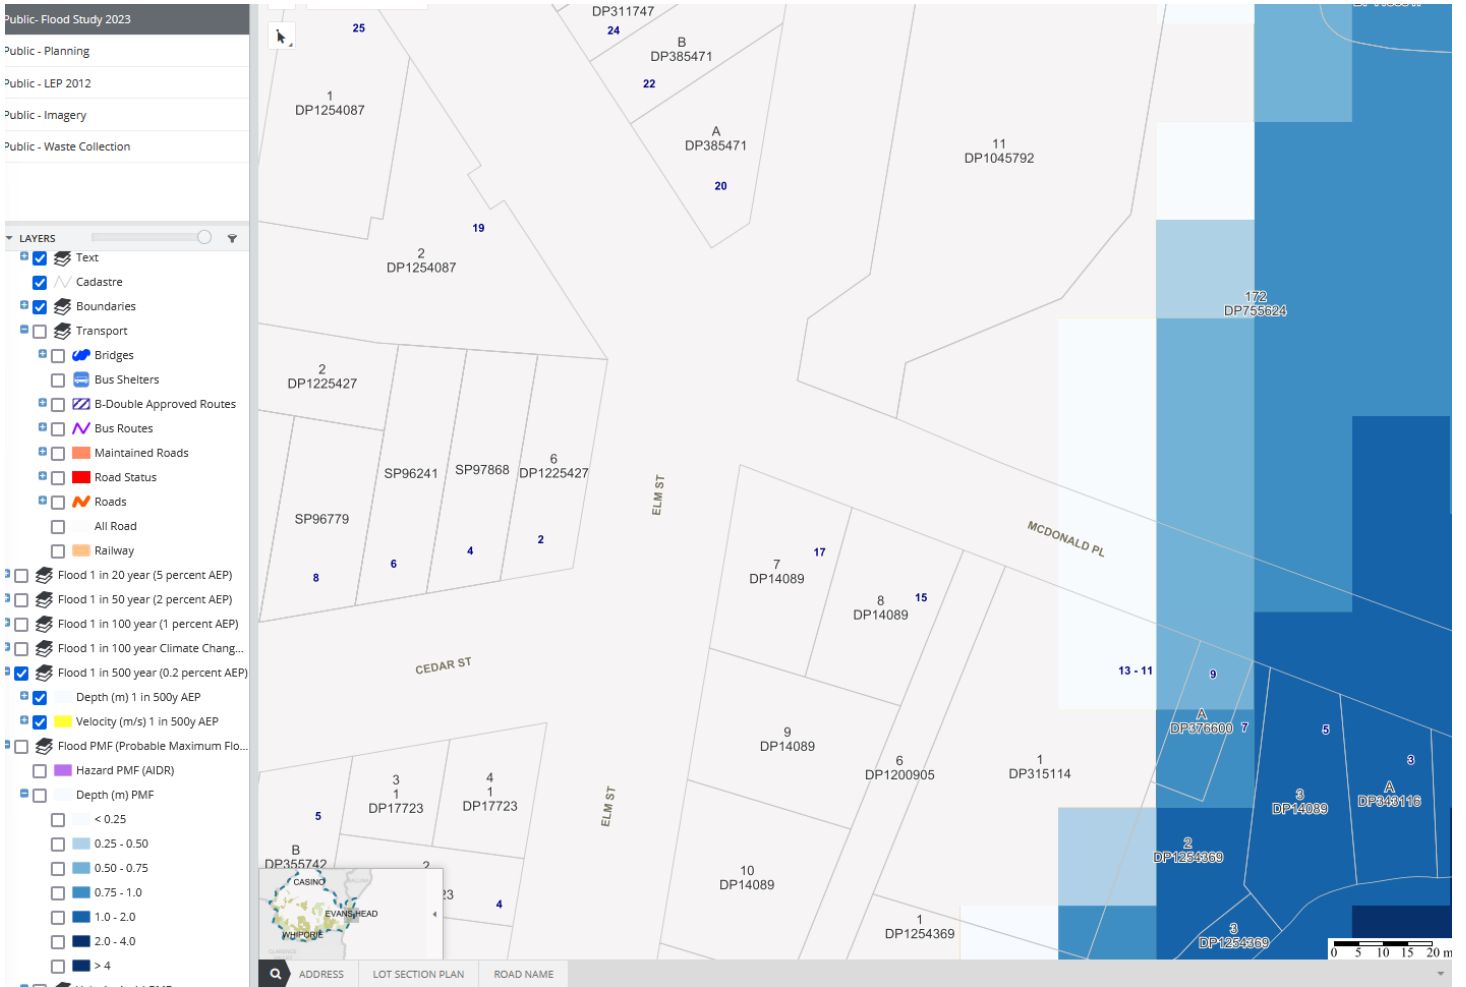 Public- Flood Study 2023
Public - Planning
Public - LEP 2012
Public - Imagery
Public - Waste Collection
LAYERS
Text
Cadastre
Boundaries
Transport
Bridges
Bus Shelters
B-Double Approved Routes
Bus Routes
Maintained Roads
Road Status
Roads
All Road
Railway
Flood 1 in 20 year (5 percent AEP)
Flood 1 in 50 year (2 percent AEP)
Flood 1 in 100 year (1 percent AEP)
Flood 1 in 100 year Climate Chang...
Flood 1 in 500 year (0.2 percent AEP)
Depth (m) 1 in 500y AEP
Velocity (m/s) 1 in 500y AEP
Flood PMF (Probable Maximum Flo...
Hazard PMF (AIDR)
Depth (m) PMF
< 0.25
0.25 - 0.50
0.50 - 0.75
0.75 - 1.0
1.0 - 2.0
2.0 - 4.0
> 4
25
DP311747
24
B
DP385471
22
1
DP1254087
A
DP385471
20
11
DP1045792
19
2
DP1254087
172
DP755624
2
DP1225427
SP96241
SP97868
6
DP1225427
SP96779
8
6
4
2
ELM ST
MCDONALD PL
17
7
DP14089
8
DP14089
15
CEDAR ST
13 - 11
9
A
DP376600
7
5
3
9
DP14089
6
DP1200905
1
DP315114
3
1
DP17723
4
1
DP17723
ELM ST
3
DP14089
A
DP343116
5
B
DP355742
2
23
4
2
DP1254369
10
DP14089
1
DP1254369
3
DP1254369
CASINO
EVANS HEAD
WHIPORIE
0 5 10 15 20 m
ADDRESS
LOT SECTION PLAN
ROAD NAME